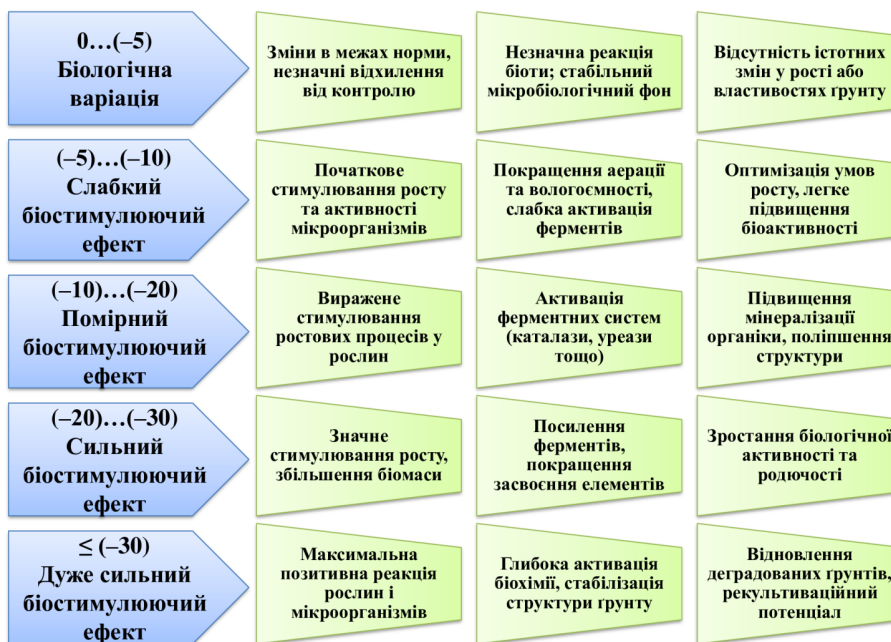 0…(–5)
Біологічна
варіація
Зміни в межах норми,
незначні відхилення
від контролю
Незначна реакція
біоти; стабільний
мікробіологічний фон
Відсутність істотних
змін у рості або
властивостях ґрунту
(–5)…(–10)
Слабкий
біостимулюючий
ефект
Початкове
стимулювання росту
та активності
мікроорганізмів
Покращення аерації
та вологоємності,
слабка активація
ферментів
Оптимізація умов
росту, легке
підвищення
біоактивності
(–10)…(–20)
Помірний
біостимулюючий
ефект
Виражене
стимулювання
ростових процесів у
рослин
Активація
ферментних систем
(каталази, уреази
тощо)
Підвищення
мінералізації
органіки, поліпшення
структури
(–20)…(–30)
Сильний
біостимулюючий
ефект
Значне
стимулювання росту,
збільшення біомаси
Посилення
ферментів,
покращення
засвоєння елементів
Зростання біологічної
активності та
родючості
≤ (–30)
Дуже сильний
біостимулюючий
ефект
Максимальна
позитивна реакція
рослин і
мікроорганізмів
Глибока активація
біохімії, стабілізація
структури ґрунту
Відновлення
деградованих ґрунтів,
рекультиваційний
потенціал